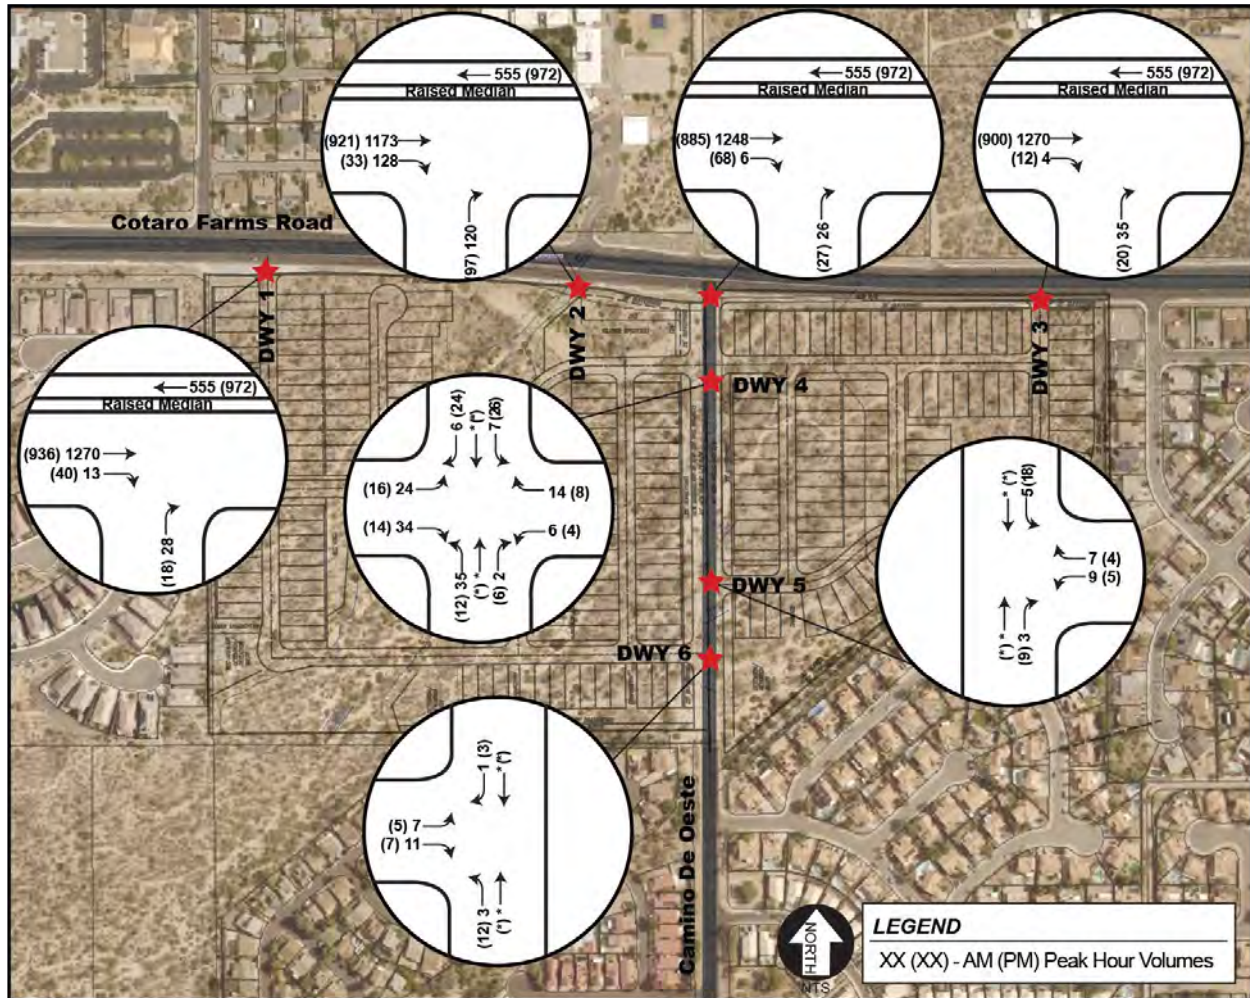 555 (972)
Raised Median
(921) 1173
(33) 128
(97) 120
555 (972)
Raised Median
(885) 1248
(68) 6
(27) 26
555 (972)
Raised Median
(900) 1270
(12) 4
(20) 35
Cotaro Farms Road
DWY 1
DWY 2
DWY 3
555 (972)
Raised Median
(936) 1270
(40) 13
(18) 28
6 (24)
* (*)
7 (26)
(16) 24
14 (8)
(14) 34
6 (4)
(12) 35
(*) *
(6) 2
DWY 4
* (*)
5 (18)
7 (4)
9 (5)
(*) *
(9) 3
DWY 5
DWY 6
1 (3)
* (*)
(5) 7
(7) 11
(12) 3
(*) *
Camino De Oeste
NORTH
NTS
LEGEND
XX (XX) - AM (PM) Peak Hour Volumes